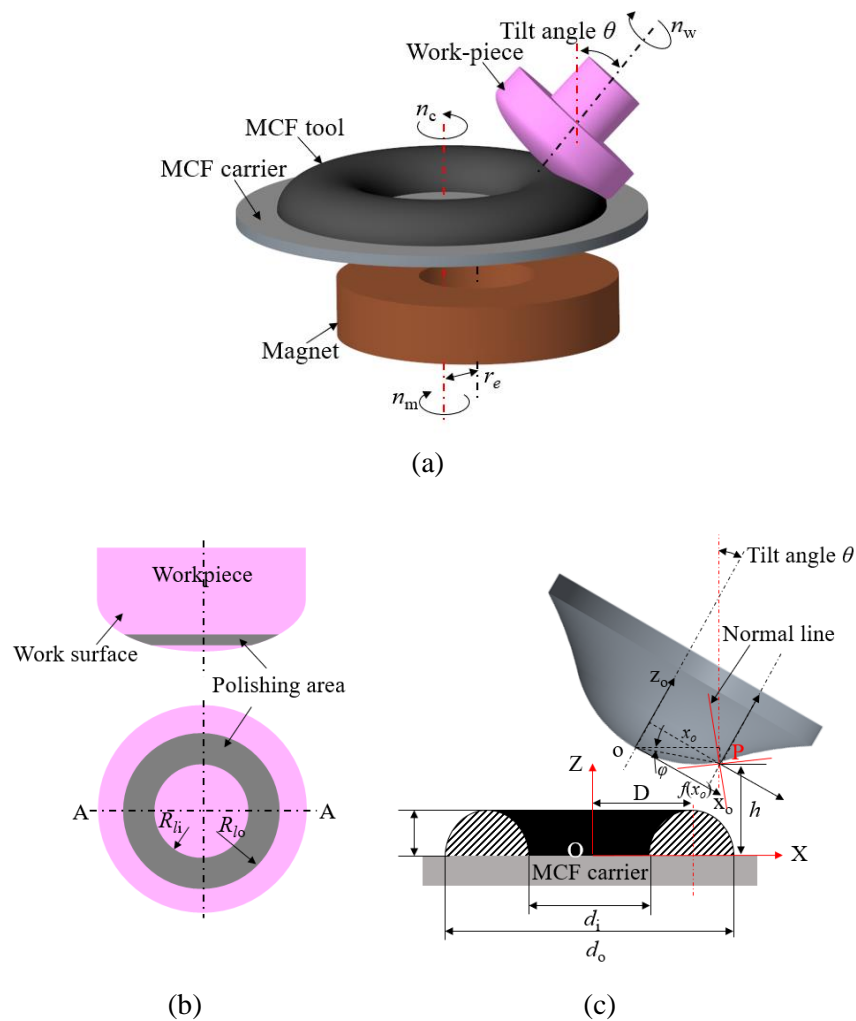 Tilt angle θ
n_w
Work-piece
n_c
MCF tool
MCF carrier
Magnet
r_e
n_m
(a)
Workpiece
Work surface
Polishing area
A
A
R_li
R_lo
(b)
Tilt angle θ
Normal line
z_o
x_o
o
P
φ
f(x_o)
x_o
Z
D
h
O
X
MCF carrier
d_i
d_o
(c)